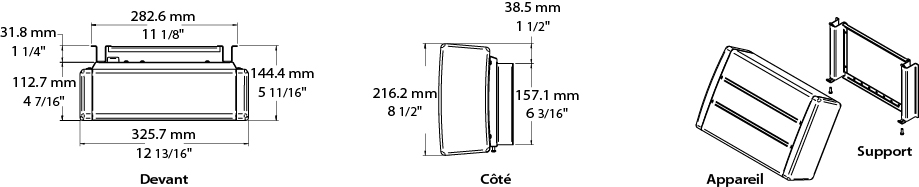 282.6 mm
11 1/8"
31.8 mm
1 1/4"
112.7 mm
4 7/16"
144.4 mm
5 11/16"
325.7 mm
12 13/16"
Devant
38.5 mm
1 1/2"
216.2 mm
8 1/2"
157.1 mm
6 3/16"
Côté
Appareil
Support